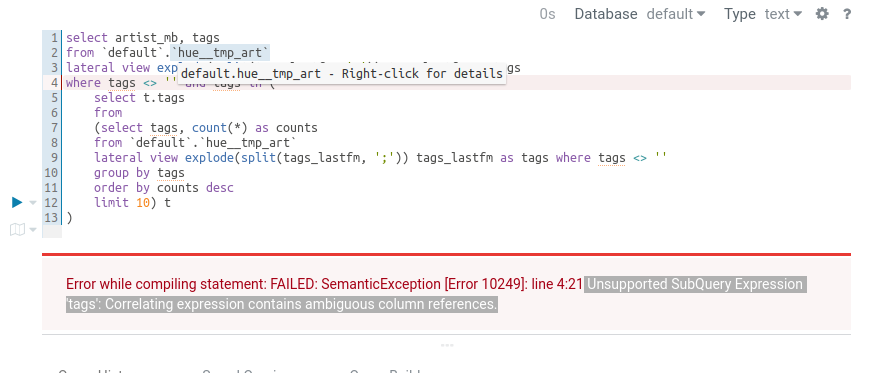 0s Database default Type text ?
1 select artist_mb, tags
2 from `default`.`hue__tmp_art`
3 lateral view exp gs
default.hue__tmp_art - Right-click for details
4 where tags <> '' and tags in (
5 select t.tags
6 from
7 (select tags, count(*) as counts
8 from `default`.`hue__tmp_art`
9 lateral view explode(split(tags_lastfm, ';')) tags_lastfm as tags where tags <> ''
10 group by tags
11 order by counts desc
12 limit 10) t
13 )
Error while compiling statement: FAILED: SemanticException [Error 10249]: line 4:21 Unsupported SubQuery Expression
'tags': Correlating expression contains ambiguous column references.